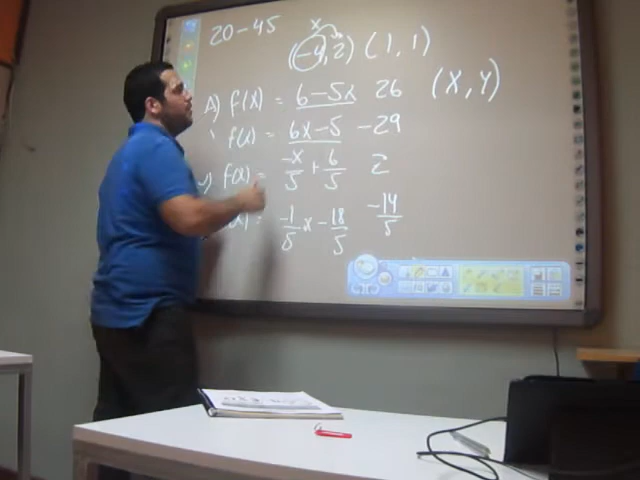 20-45
x
(-4,2) (1,1)
(X,Y)
A) f(x) = 6-5x 26
f(x) = 6x-5 -29
f(x) = -x/5 + 6/5 2
= -1/5 x - 18/5 -14/5